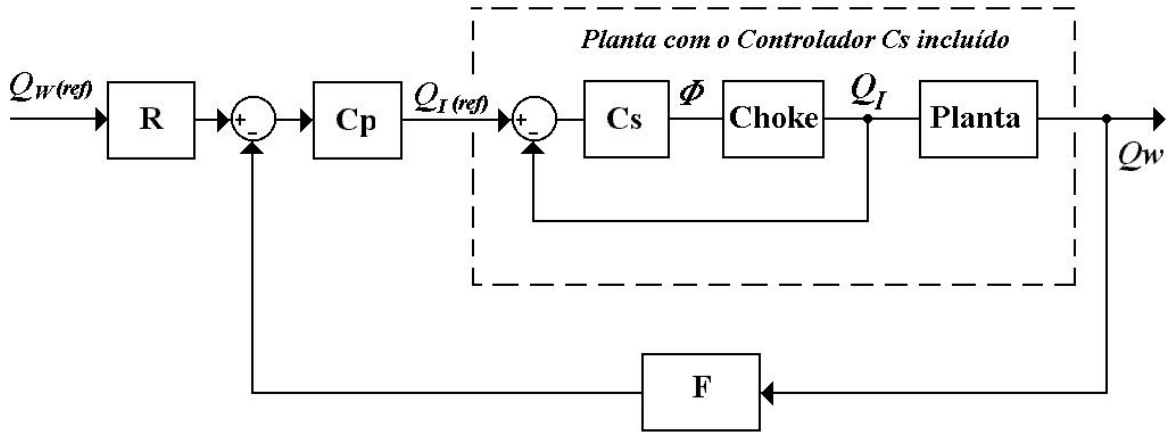 Planta com o Controlador Cs incluído
Qw(ref)
R
+
-
Cp
QI(ref)
+
-
Cs
Φ
Choke
QI
Planta
Qw
F